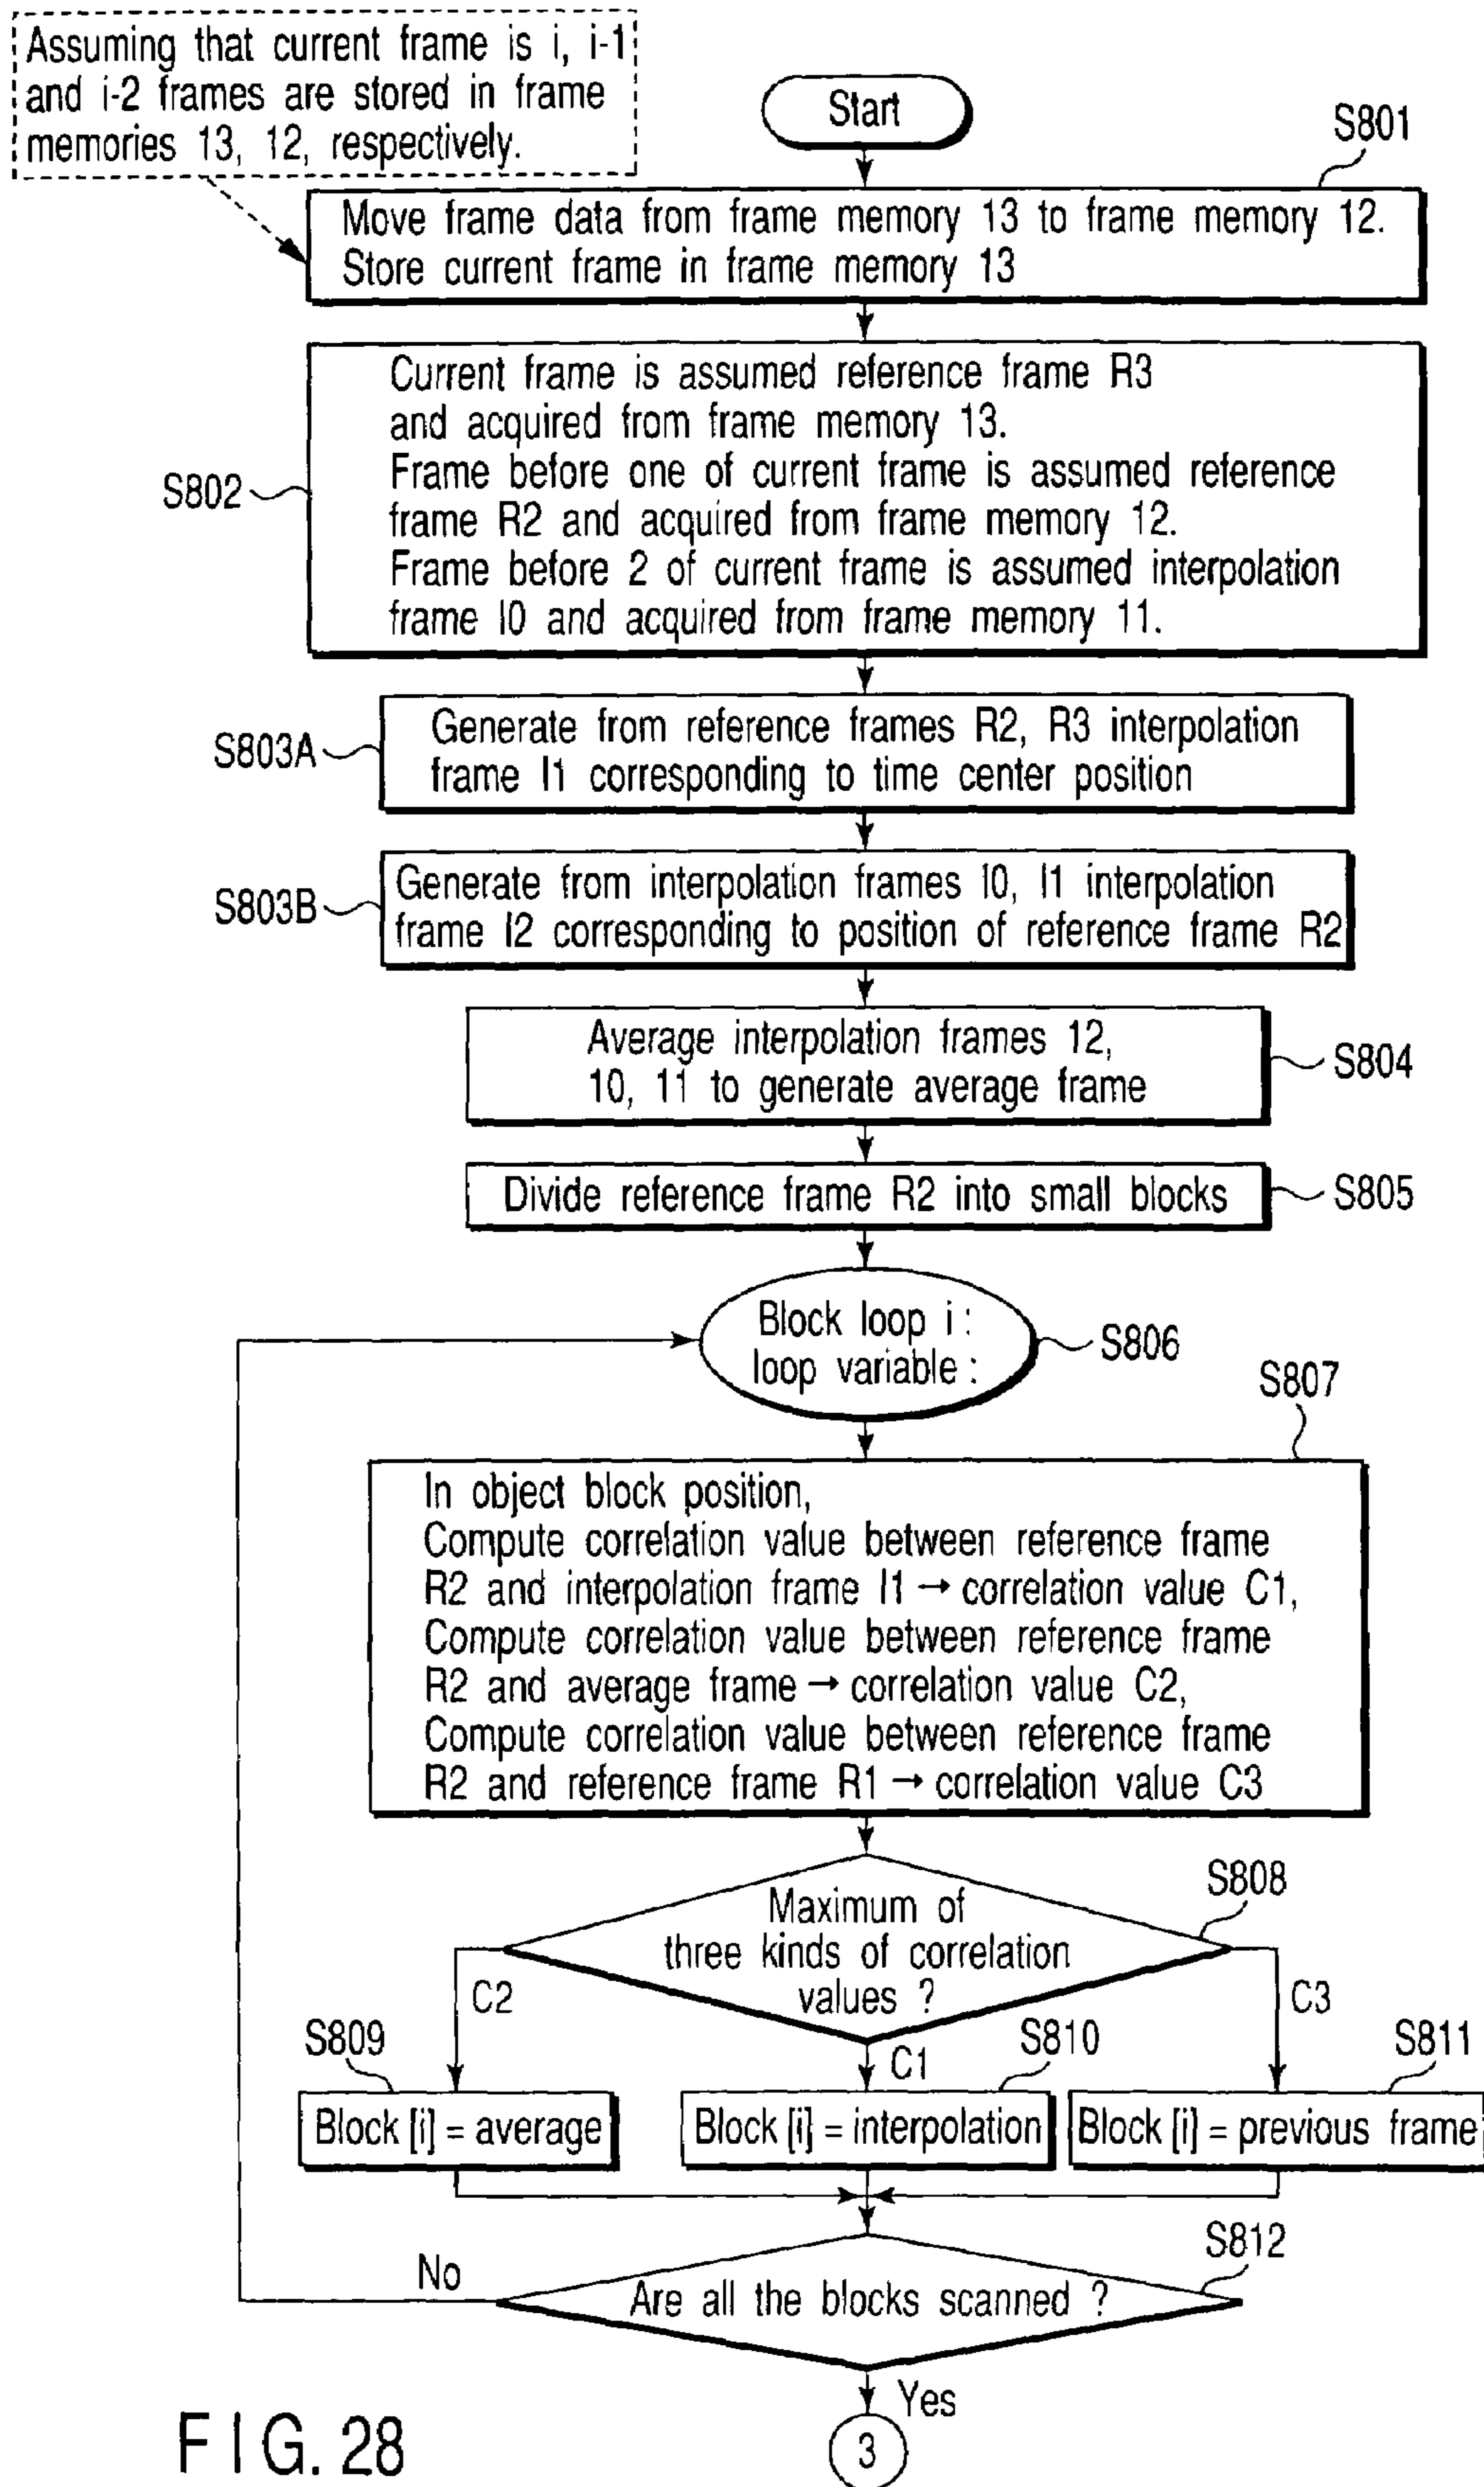 Assuming that current frame is i, i-1
and i-2 frames are stored in frame
memories 13, 12, respectively.
Start
S801
Move frame data from frame memory 13 to frame memory 12.
Store current frame in frame memory 13
S802
Current frame is assumed reference frame R3
and acquired from frame memory 13.
Frame before one of current frame is assumed reference
frame R2 and acquired from frame memory 12.
Frame before 2 of current frame is assumed interpolation
frame I0 and acquired from frame memory 11.
S803A
Generate from reference frames R2, R3 interpolation
frame I1 corresponding to time center position
S803B
Generate from interpolation frames I0, I1 interpolation
frame I2 corresponding to position of reference frame R2
Average interpolation frames 12,
10, 11 to generate average frame
S804
Divide reference frame R2 into small blocks
S805
Block loop i :
loop variable :
S806
S807
In object block position,
Compute correlation value between reference frame
R2 and interpolation frame I1 → correlation value C1,
Compute correlation value between reference frame
R2 and average frame → correlation value C2,
Compute correlation value between reference frame
R2 and reference frame R1 → correlation value C3
S808
Maximum of
three kinds of correlation
values ?
C2
C3
C1
S809
S810
S811
Block [i] = average
Block [i] = interpolation
Block [i] = previous frame
S812
No
Are all the blocks scanned ?
Yes
3
FIG. 28